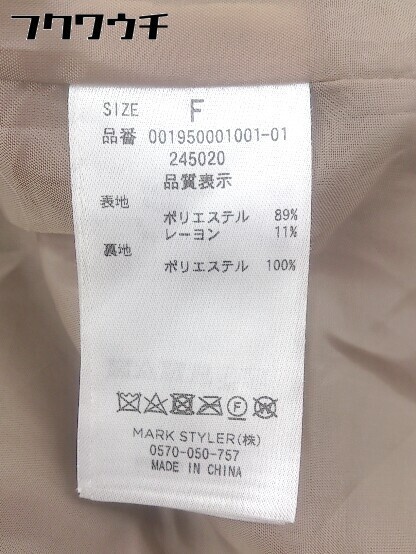 フクワウチ
SIZE F
品番 001950001001-01
245020
品質表示
表地
ポリエステル 89%
レーヨン 11%
裏地
ポリエステル 100%
MARK STYLER(株)
0570-050-757
MADE IN CHINA